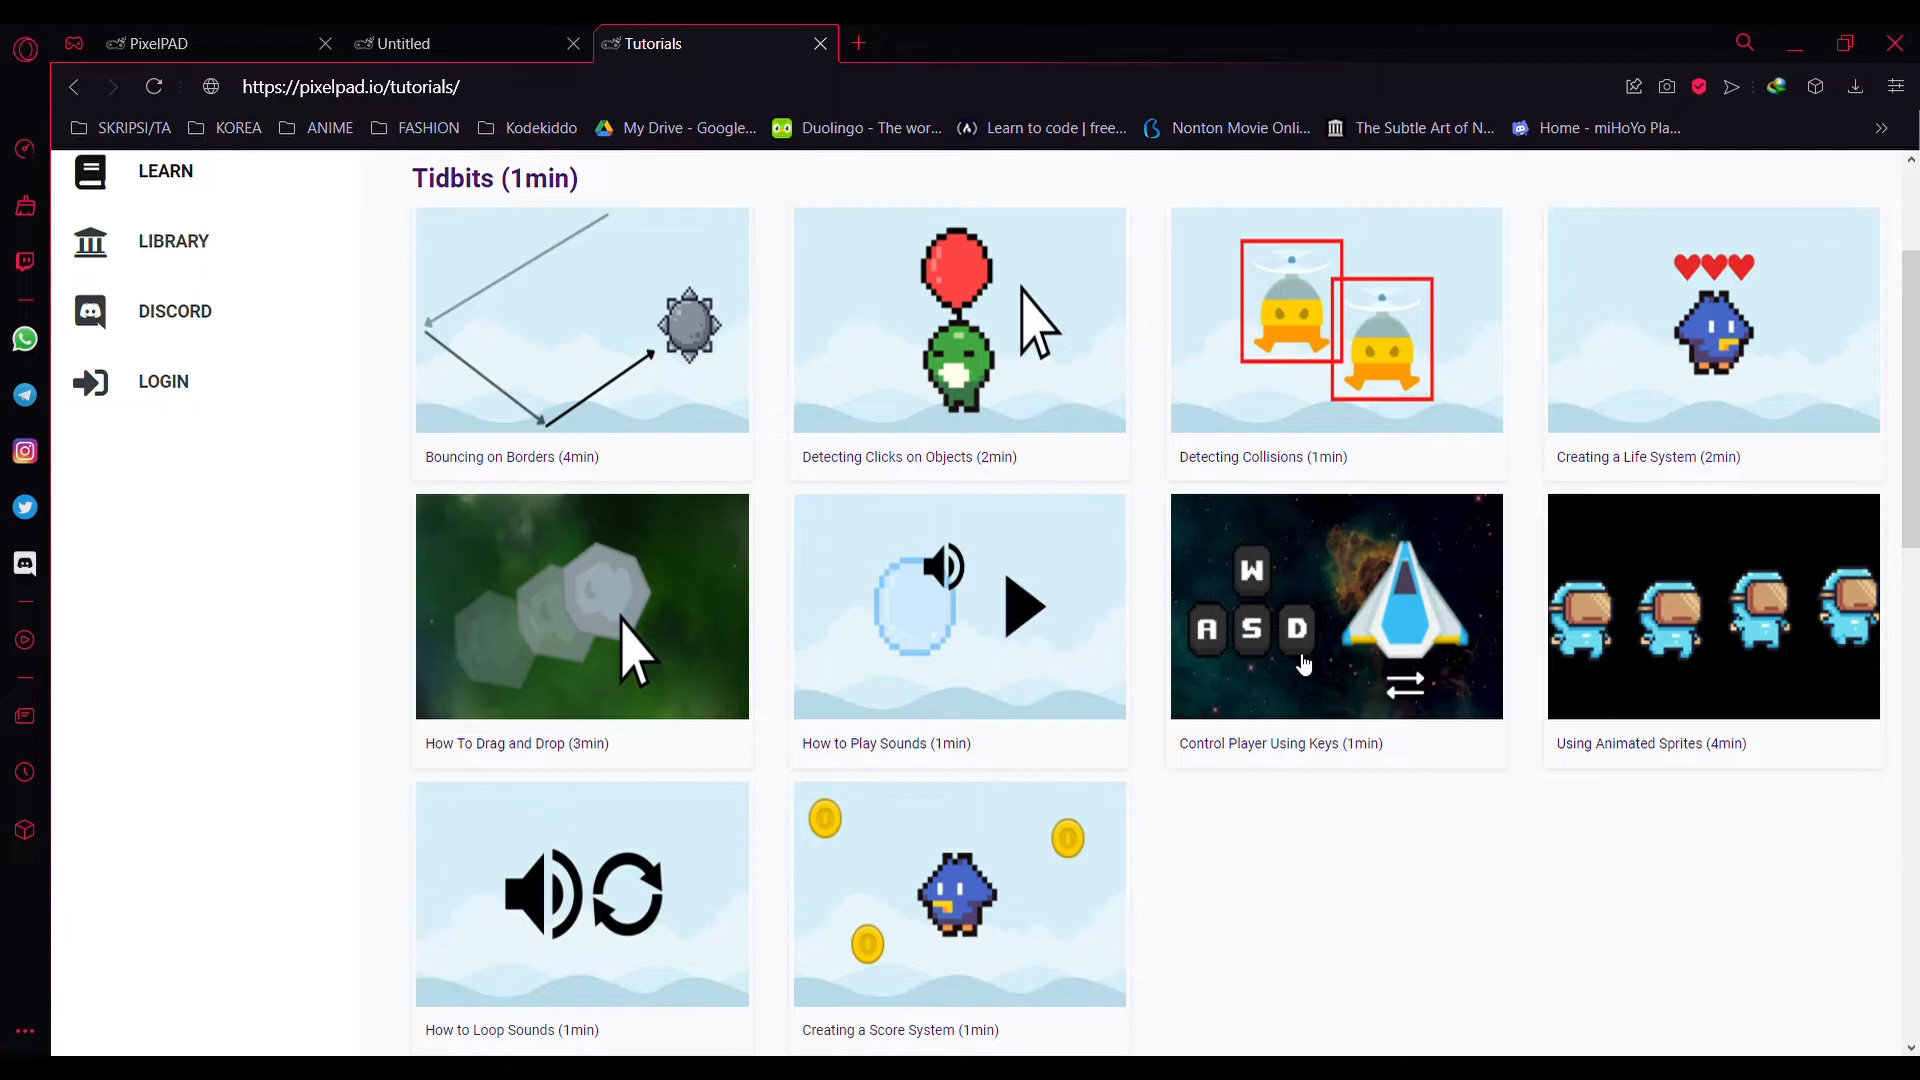 PixelPAD
Untitled
Tutorials
https://pixelpad.io/tutorials/
SKRIPSI/TA
KOREA
ANIME
FASHION
Kodekiddo
My Drive - Google...
Duolingo - The wor...
(A)
Learn to code | free...
Nonton Movie Onli...
The Subtle Art of N...
Home - miHoYo Pla...
LEARN
LIBRARY
DISCORD
LOGIN
Tidbits (1min)
Bouncing on Borders (4min)
Detecting Clicks on Objects (2min)
Detecting Collisions (1min)
Creating a Life System (2min)
W
A S D
How To Drag and Drop (3min)
How to Play Sounds (1min)
Control Player Using Keys (1min)
Using Animated Sprites (4min)
How to Loop Sounds (1min)
Creating a Score System (1min)